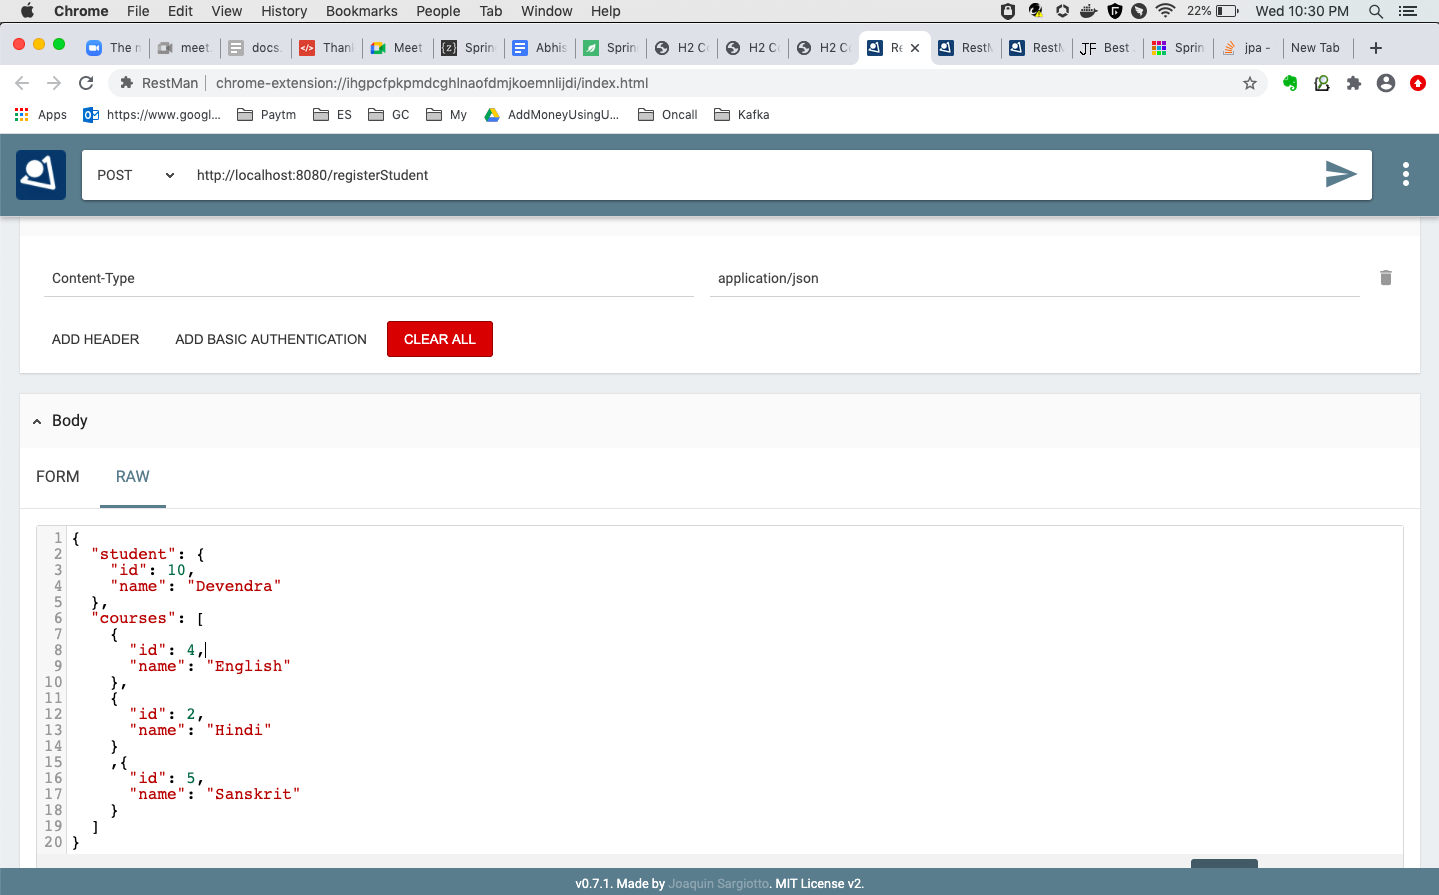 Chrome File Edit View History Bookmarks People Tab Window Help 22% Wed 10:30 PM
The n meet. docs. Than Meet Sprin Abhis Sprin H2 C H2 C H2 C Re RestM RestM JF Best Sprin jpa - New Tab
RestMan chrome-extension://ihgpcfpkpmdcghlnaofdmjkoemnlijdi/index.html
Apps https://www.googl... Paytm ES GC My AddMoneyUsingU... Oncall Kafka
POST http://localhost:8080/registerStudent
Content-Type application/json
ADD HEADER ADD BASIC AUTHENTICATION CLEAR ALL
Body
FORM RAW
1 {
2 "student": {
3 "id": 10,
4 "name": "Devendra"
5 },
6 "courses": [
7 {
8 "id": 4,
9 "name": "English"
10 },
11 {
12 "id": 2,
13 "name": "Hindi"
14 }
15 ,{
16 "id": 5,
17 "name": "Sanskrit"
18 }
19 ]
20 }
v0.7.1. Made by Joaquin Sargiotto. MIT License v2.